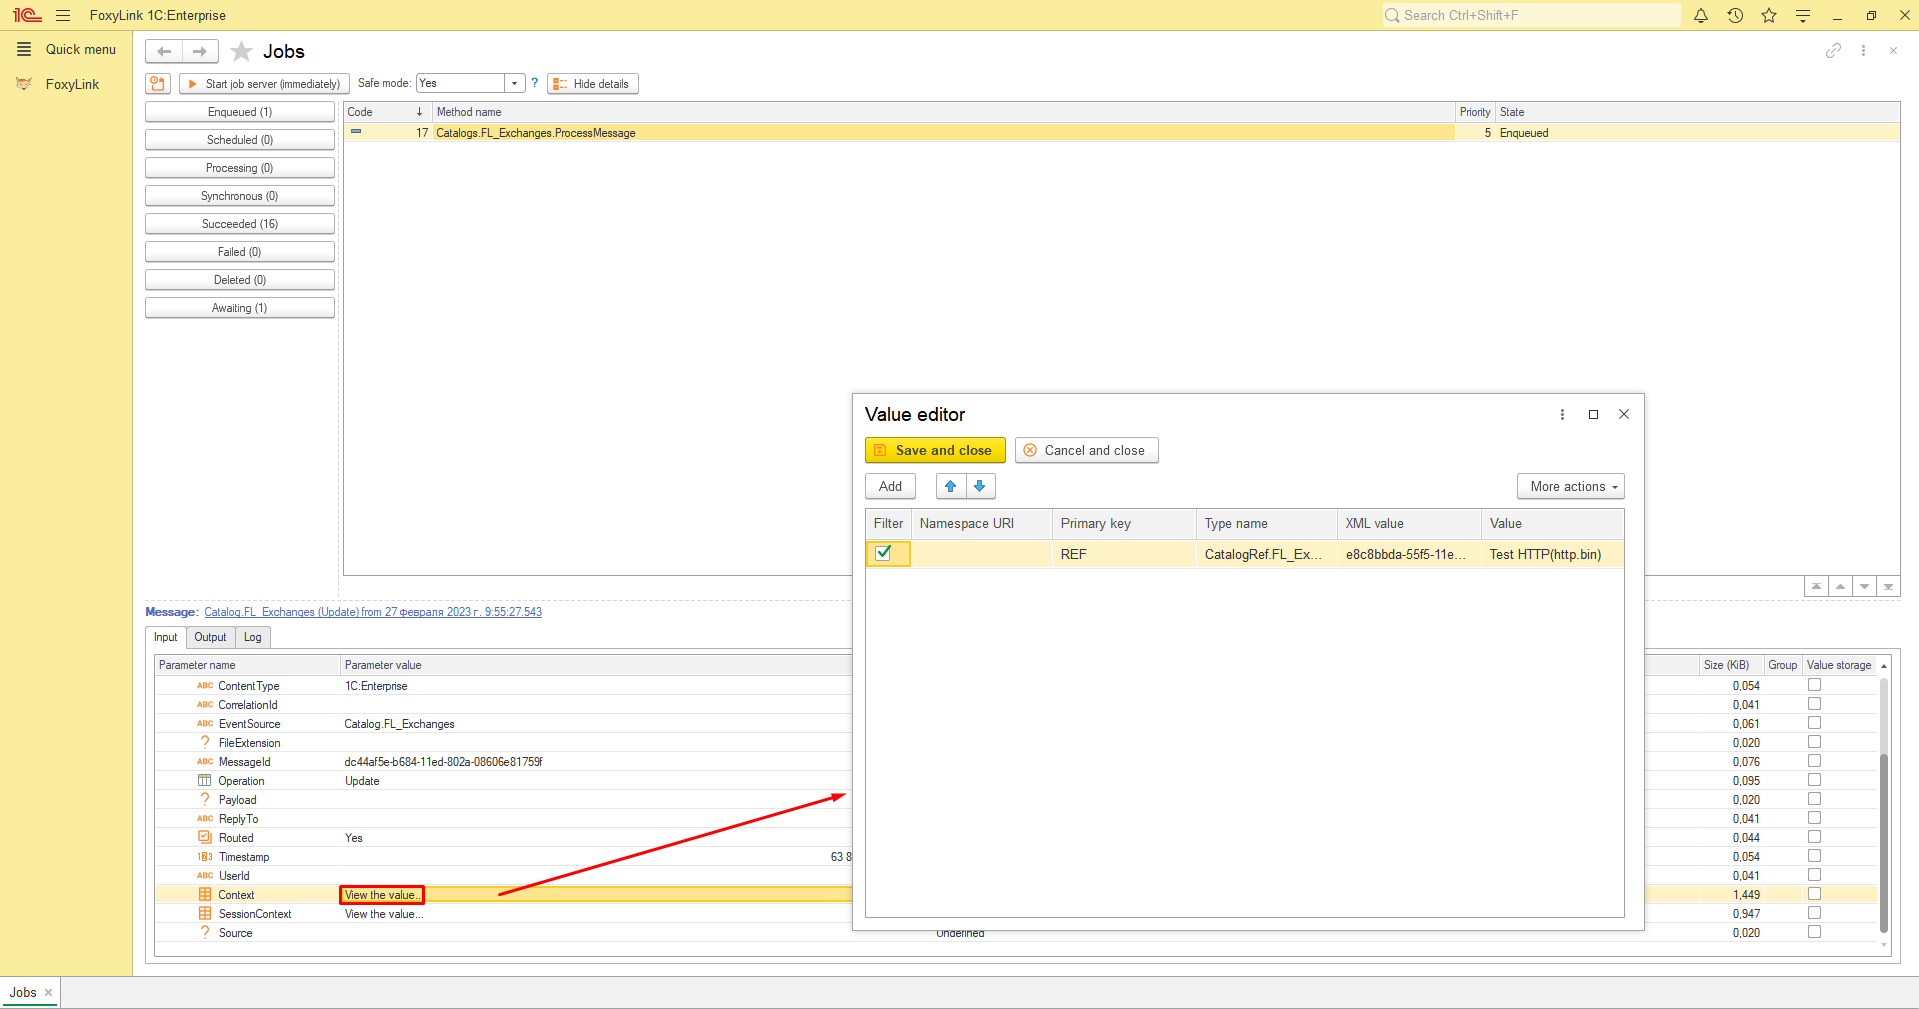 FoxyLink 1C:Enterprise
Search Ctrl+Shift+F
Quick menu
FoxyLink
Jobs
Start job server (immediately) Safe mode: Yes ? Hide details
Enqueued (1)
Scheduled (0)
Processing (0)
Synchronous (0)
Succeeded (16)
Failed (0)
Deleted (0)
Awaiting (1)
Code Method name Priority State
17 Catalogs.FL_Exchanges.ProcessMessage 5 Enqueued
Value editor
Save and close Cancel and close
Add More actions
Filter Namespace URI Primary key Type name XML value Value
REF CatalogRef.FL_Ex... e8c8bbda-55f5-11e... Test HTTP(http.bin)
Message: Catalog.FL_Exchanges (Update) from 27 февраля 2023 г. 9:55:27.543
Input Output Log
Parameter name Parameter value Size (KiB) Group Value storage
ABC ContentType 1C:Enterprise 0,054
ABC CorrelationId 0,041
ABC EventSource Catalog.FL_Exchanges 0,061
? FileExtension 0,020
ABC MessageId dc44af5e-b684-11ed-802a-08606e81759f 0,076
Operation Update 0,095
? Payload 0,020
ABC ReplyTo 0,041
Routed Yes 0,044
123 Timestamp 63 8 0,054
ABC UserId 0,041
Context View the value... 1,449
SessionContext View the value... 0,947
? Source Undefined 0,020
Jobs